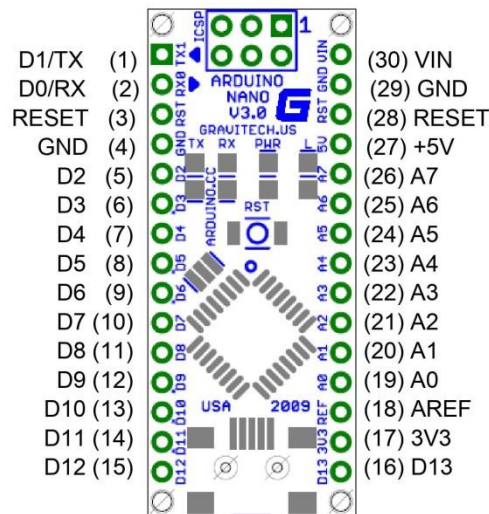 ICSP
1
D1/TX (1) TX1 VIN (30) VIN
D0/RX (2) RX0 ARDUINO GND (29) GND
RESET (3) RST NANO RST (28) RESET
V3.0
G
GRAVITECH.US
GND (4) GND TX RX PWR L 5V (27) +5V
D2 (5) D2 A7 (26) A7
D3 (6) D3 ARDUINO.CC RST A6 (25) A6
D4 (7) D4 A5 (24) A5
D5 (8) D5 A4 (23) A4
D6 (9) D6 A3 (22) A3
D7 (10) D7 A2 (21) A2
D8 (11) D8 A1 (20) A1
D9 (12) D9 A0 (19) A0
D10 (13) D10 USA 2009 REF (18) AREF
D11 (14) D11 3V3 (17) 3V3
D12 (15) D12 D13 (16) D13